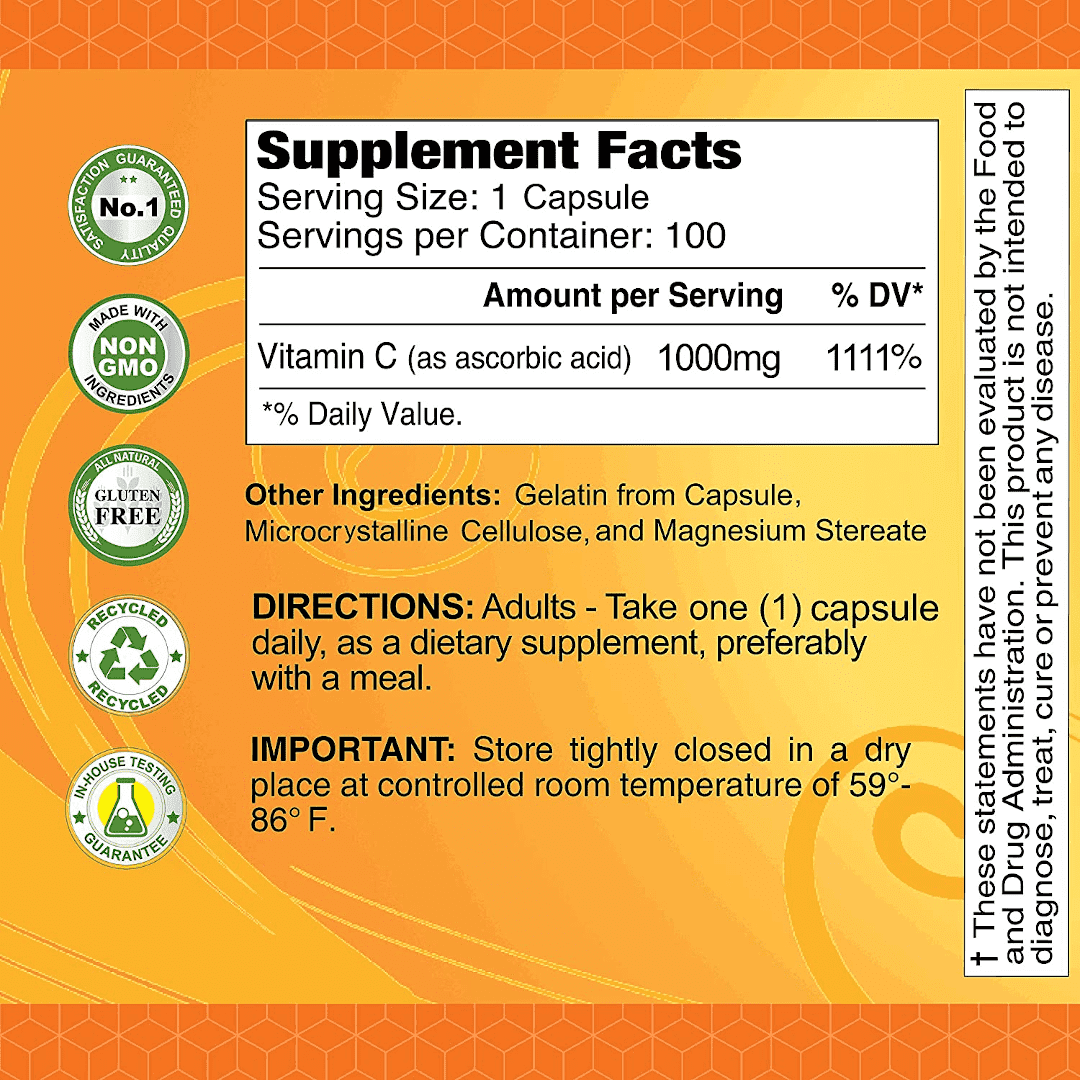 SATISFACTION GUARANTEED
No.1
QUALITY
MADE WITH
NON
GMO
INGREDIENTS
ALL NATURAL
GLUTEN
FREE
RECYCLED
RECYCLED
IN-HOUSE TESTING
GUARANTEE
Supplement Facts
Serving Size: 1 Capsule
Servings per Container: 100
Amount per Serving % DV*
Vitamin C (as ascorbic acid) 1000mg 1111%
*% Daily Value.
Other Ingredients: Gelatin from Capsule,
Microcrystalline Cellulose, and Magnesium Stereate
DIRECTIONS: Adults - Take one (1) capsule
daily, as a dietary supplement, preferably
with a meal.
IMPORTANT: Store tightly closed in a dry
place at controlled room temperature of 59°-
86° F.
† These statements have not been evaluated by the Food
and Drug Administration. This product is not intended to
diagnose, treat, cure or prevent any disease.